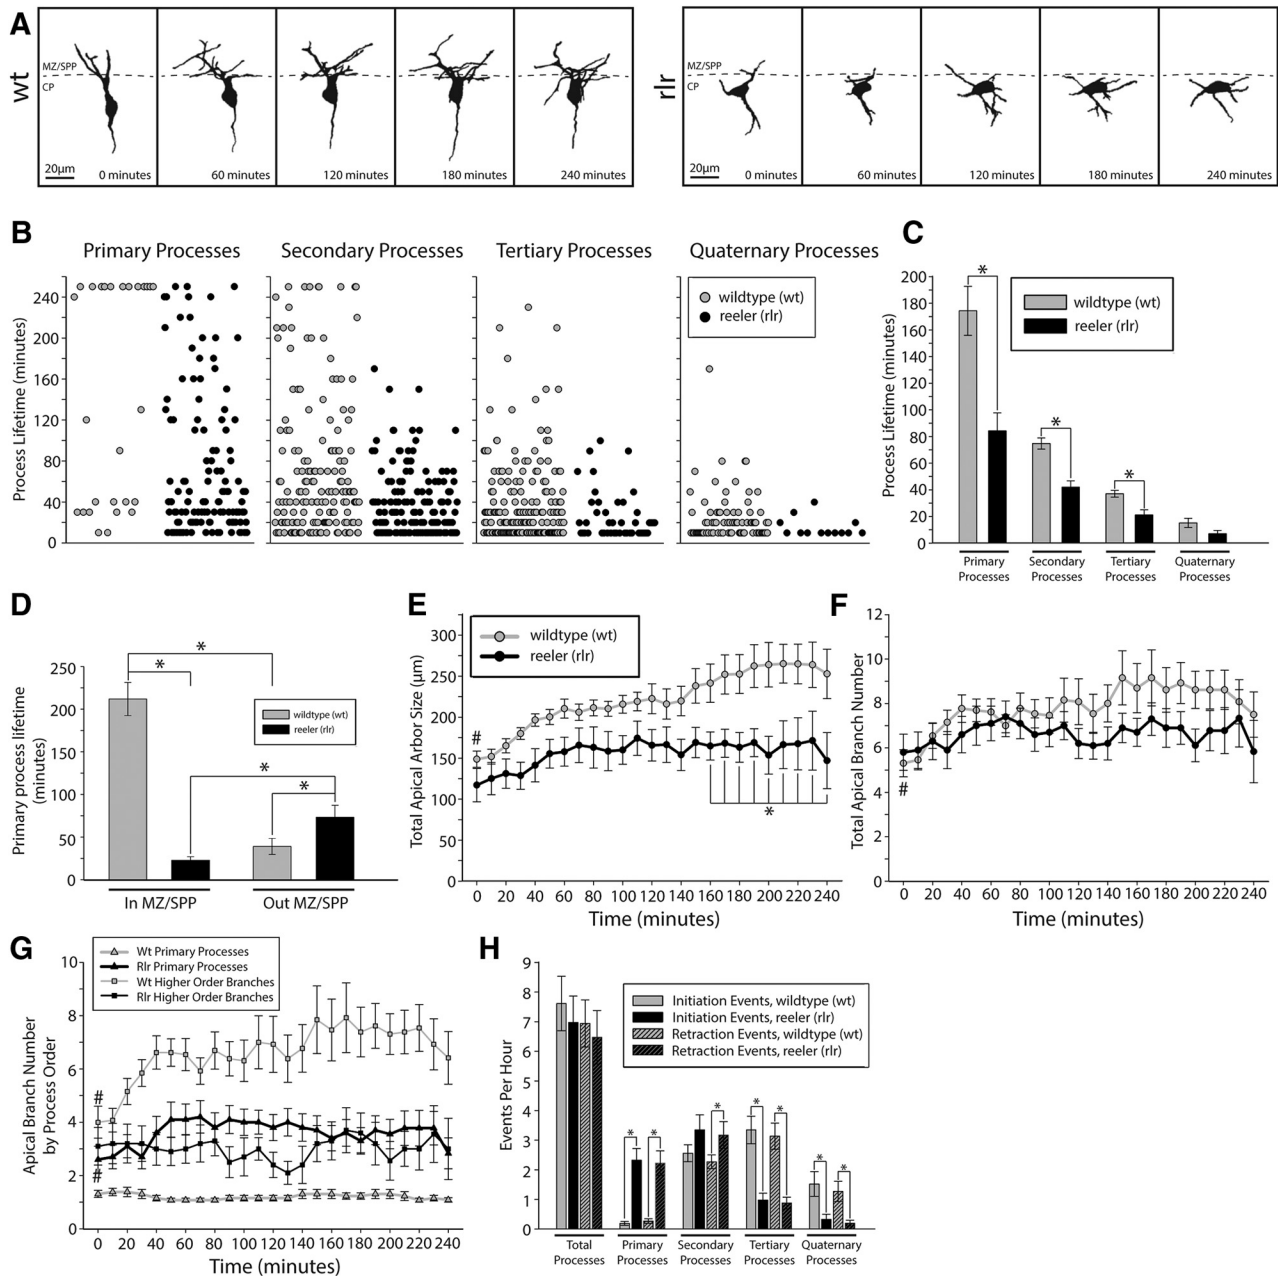 A
wt
MZ/SPP
CP
20μm
0 minutes
60 minutes
120 minutes
180 minutes
240 minutes
rlr
MZ/SPP
CP
20μm
0 minutes
60 minutes
120 minutes
180 minutes
240 minutes
B
Primary Processes
Secondary Processes
Tertiary Processes
Quaternary Processes
Process Lifetime (minutes)
240
200
160
120
80
40
0
wildtype (wt)
reeler (rlr)
C
Process Lifetime (minutes)
200
180
160
140
120
100
80
60
40
20
0
*
*
*
wildtype (wt)
reeler (rlr)
Primary
Processes
Secondary
Processes
Tertiary
Processes
Quaternary
Processes
D
Primary process lifetime
(minutes)
250
200
150
100
50
0
*
*
*
*
wildtype (wt)
reeler (rlr)
In MZ/SPP
Out MZ/SPP
E
Total Apical Arbor Size (μm)
300
250
200
150
100
50
0
wildtype (wt)
reeler (rlr)
#
*
0 20 40 60 80 100 120 140 160 180 200 220 240
Time (minutes)
F
Total Apical Branch Number
12
10
8
6
4
2
0
#
0 20 40 60 80 100 120 140 160 180 200 220 240
Time (minutes)
G
Wt Primary Processes
Rlr Primary Processes
Wt Higher Order Branches
Rlr Higher Order Branches
Apical Branch Number
by Process Order
10
8
6
4
2
0
#
#
0 20 40 60 80 100 120 140 160 180 200 220 240
Time (minutes)
H
Events Per Hour
9
8
7
6
5
4
3
2
1
0
Initiation Events, wildtype (wt)
Initiation Events, reeler (rlr)
Retraction Events, wildtype (wt)
Retraction Events, reeler (rlr)
* *
*
* *
* *
Total
Processes
Primary
Processes
Secondary
Processes
Tertiary
Processes
Quaternary
Processes